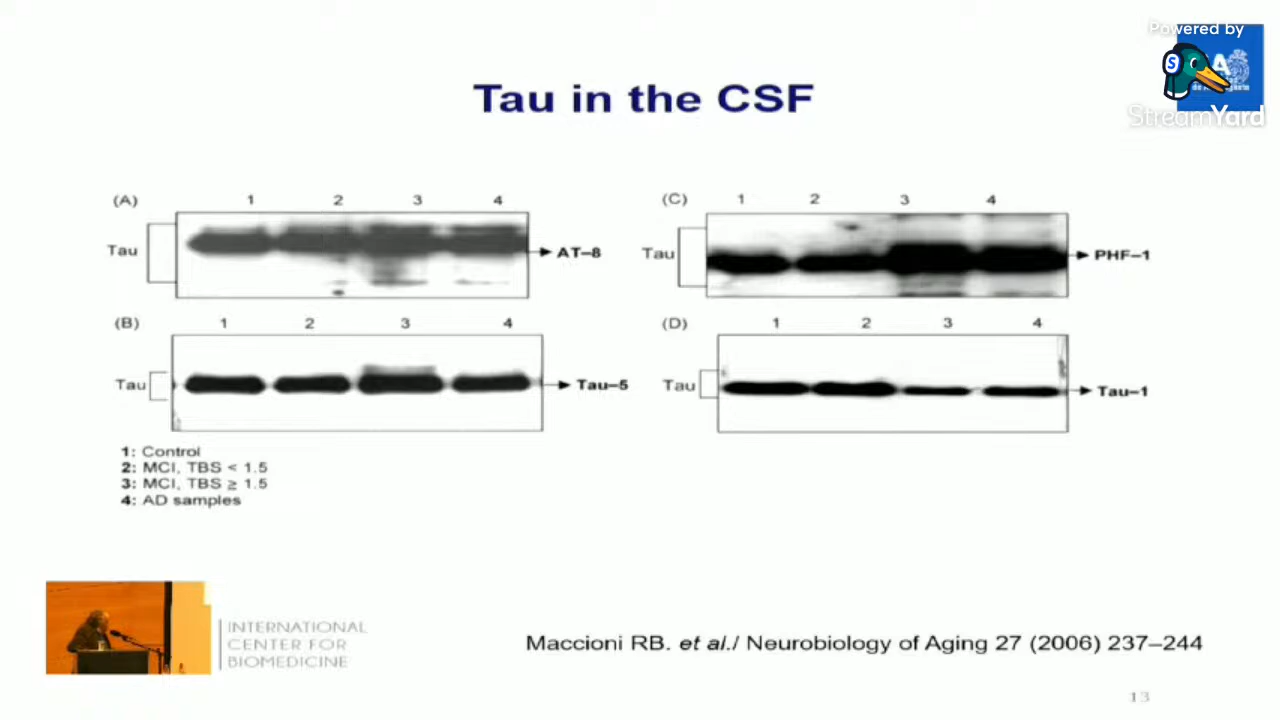 Powered by
StreamYard
Tau in the CSF
(A) 1 2 3 4
Tau AT–8
(B) 1 2 3 4
Tau Tau–5
(C) 1 2 3 4
Tau PHF–1
(D) 1 2 3 4
Tau Tau–1
1: Control
2: MCI, TBS < 1.5
3: MCI, TBS ≥ 1.5
4: AD samples
INTERNATIONAL
CENTER FOR
BIOMEDICINE
Maccioni RB. et al./ Neurobiology of Aging 27 (2006) 237–244
13